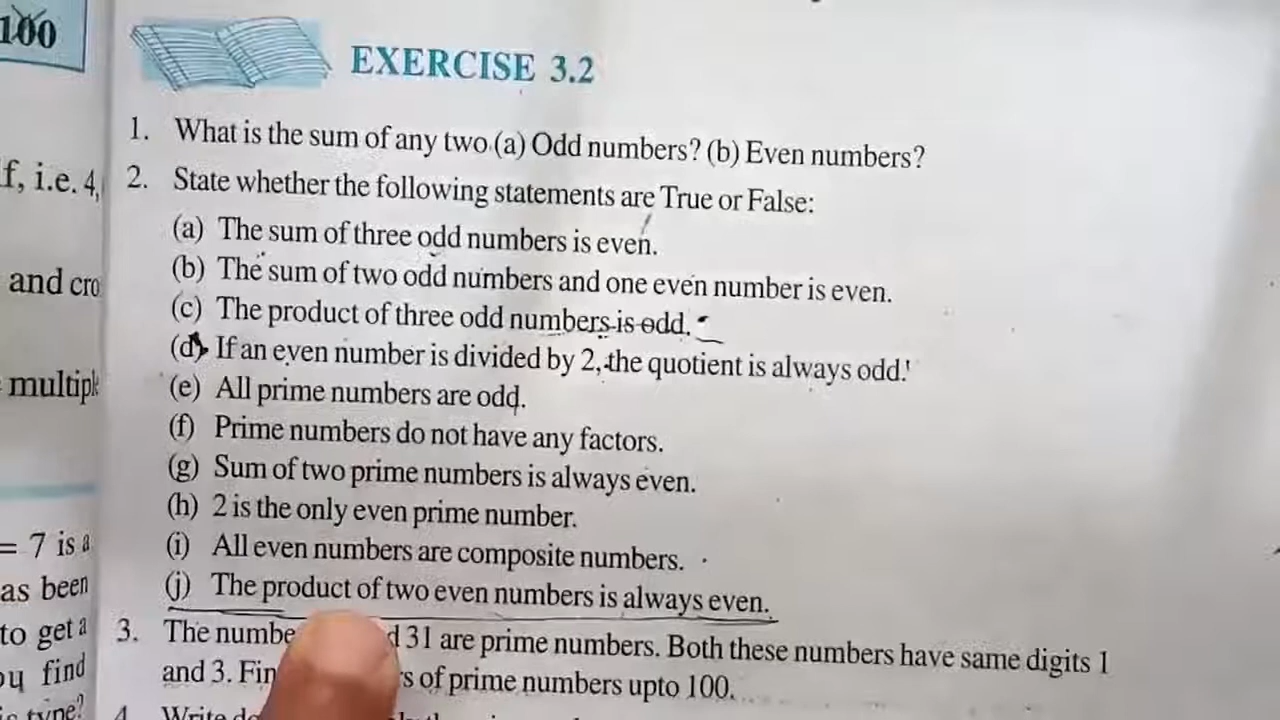 100
EXERCISE 3.2
1. What is the sum of any two (a) Odd numbers? (b) Even numbers?
f, i.e. 4,
2. State whether the following statements are True or False:
(a) The sum of three odd numbers is even.
(b) The sum of two odd numbers and one even number is even.
and cro
(c) The product of three odd numbers is odd.
(d) If an even number is divided by 2, the quotient is always odd.
multiple
(e) All prime numbers are odd.
(f) Prime numbers do not have any factors.
(g) Sum of two prime numbers is always even.
(h) 2 is the only even prime number.
= 7 is a
(i) All even numbers are composite numbers.
as been
(j) The product of two even numbers is always even.
to get a
3. The numbe d 31 are prime numbers. Both these numbers have same digits 1
ou find
and 3. Fin s of prime numbers upto 100.
is type?
4. Write do